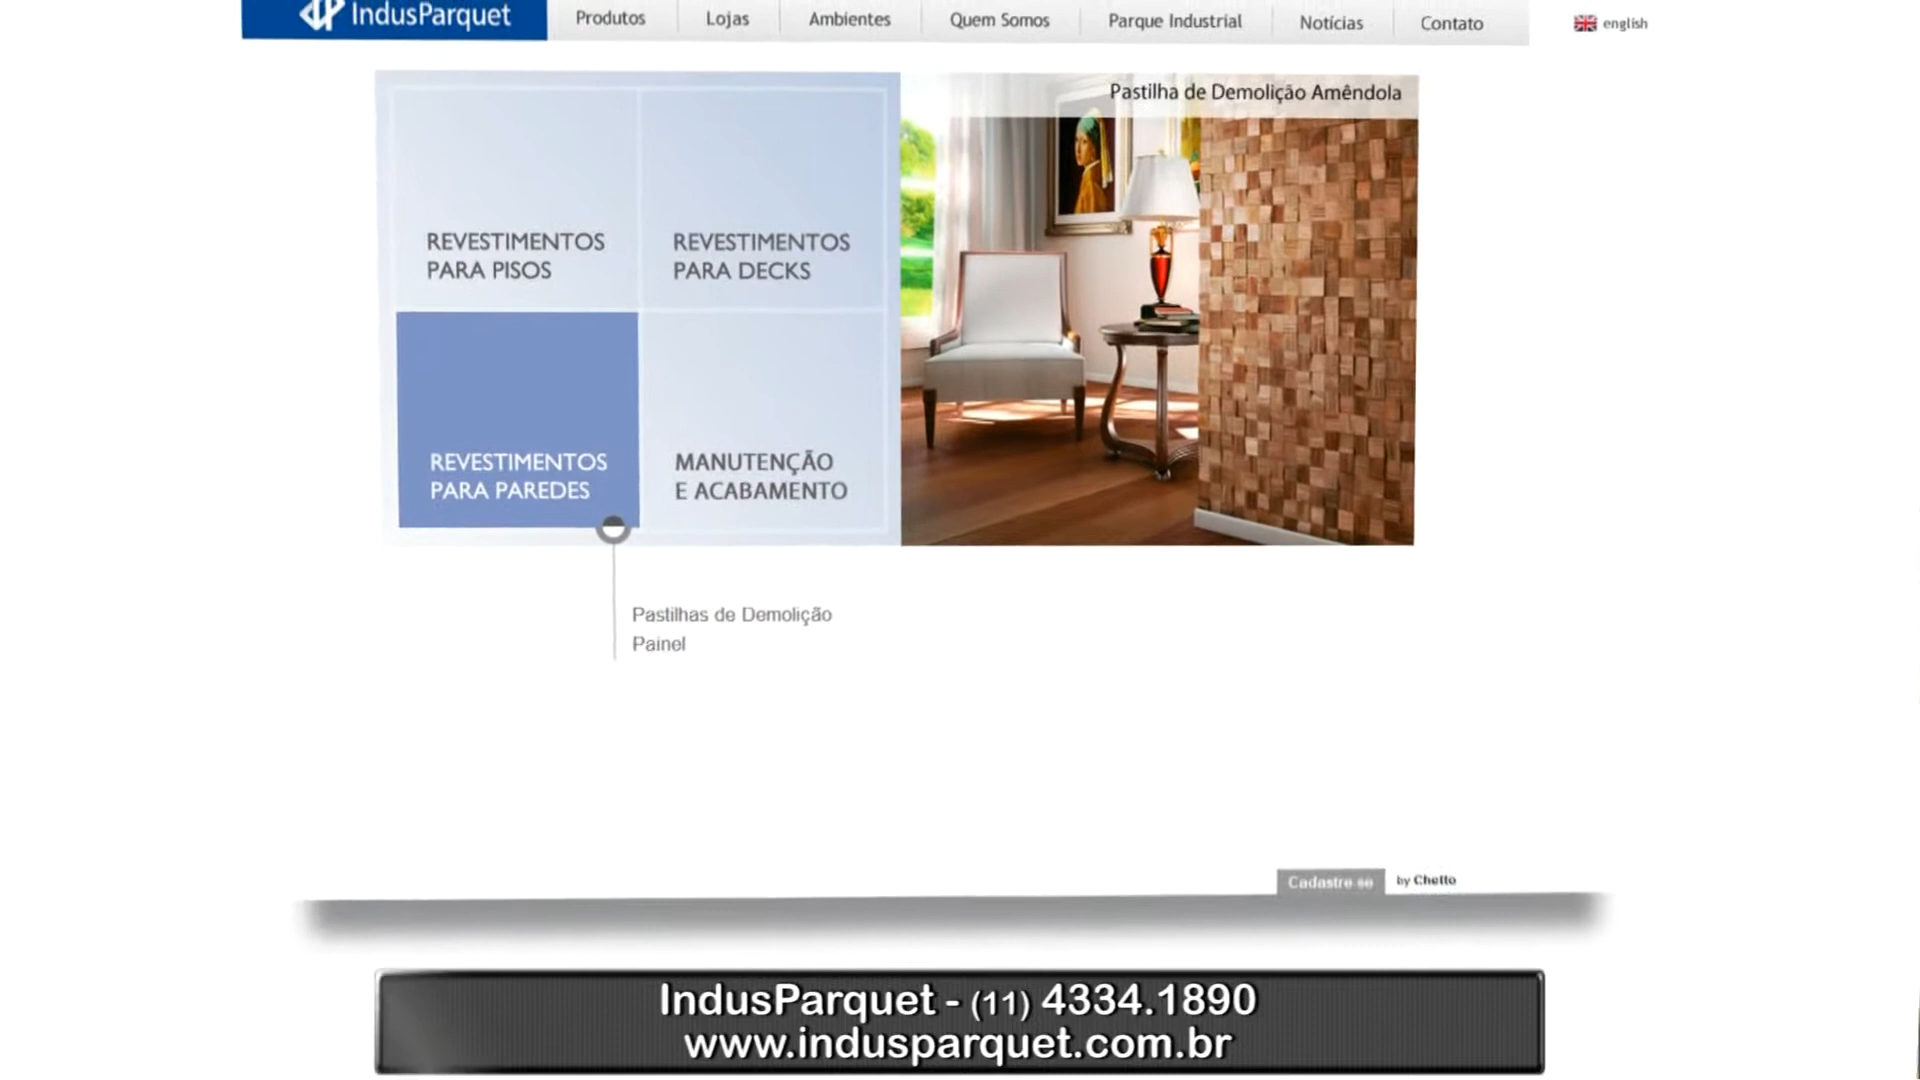 IndusParquet
Produtos
Lojas
Ambientes
Quem Somos
Parque Industrial
Notícias
Contato
english
Pastilha de Demolição Amêndola
REVESTIMENTOS
PARA PISOS
REVESTIMENTOS
PARA DECKS
REVESTIMENTOS
PARA PAREDES
MANUTENÇÃO
E ACABAMENTO
Pastilhas de Demolição
Painel
Cadastre-se
by Chetto
IndusParquet - (11) 4334.1890
www.indusparquet.com.br